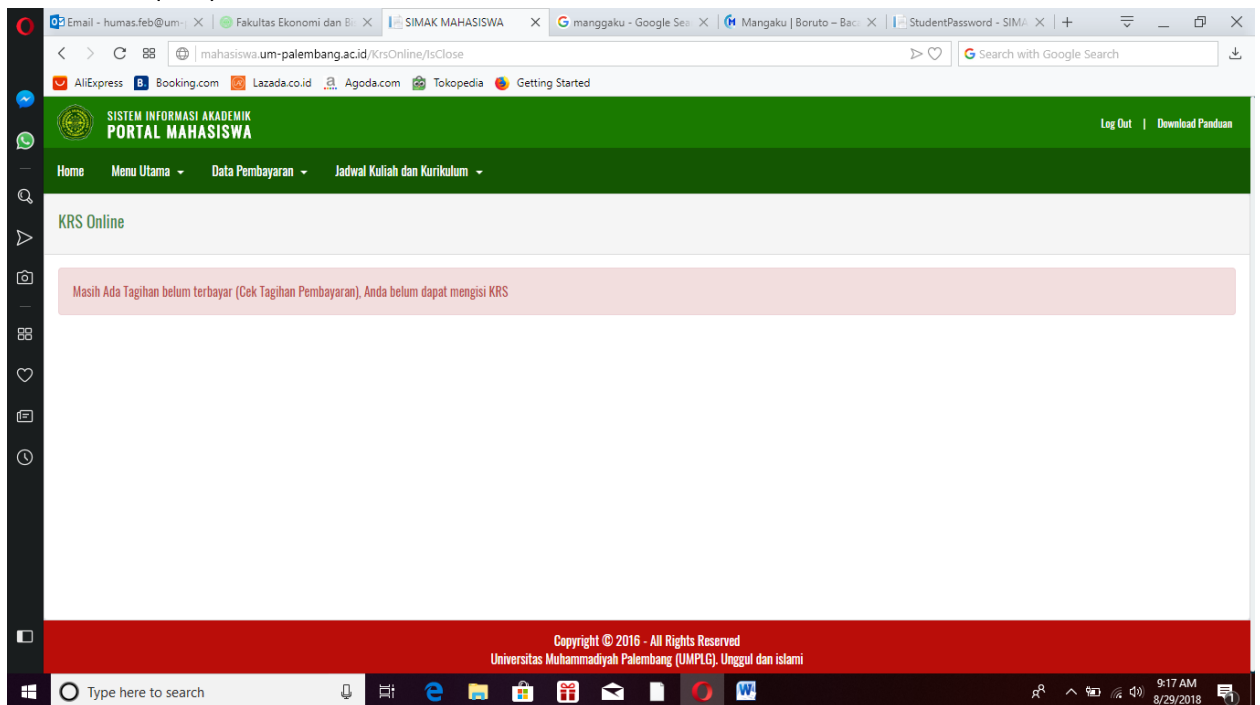 Email - humas.feb@um-
Fakultas Ekonomi dan Bi
SIMAK MAHASISWA
manggaku - Google Sea
Mangaku | Boruto – Bac
StudentPassword - SIMA
mahasiswa.um-palembang.ac.id/KrsOnline/IsClose
Search with Google Search
AliExpress
B. Booking.com
Lazada.co.id
a Agoda.com
Tokopedia
Getting Started
SISTEM INFORMASI AKADEMIK
PORTAL MAHASISWA
Log Out | Download Panduan
Home Menu Utama Data Pembayaran Jadwal Kuliah dan Kurikulum
KRS Online
Masih Ada Tagihan belum terbayar (Cek Tagihan Pembayaran), Anda belum dapat mengisi KRS
Copyright © 2016 - All Rights Reserved
Universitas Muhammadiyah Palembang (UMPLG). Unggul dan islami
Type here to search
9:17 AM
8/29/2018